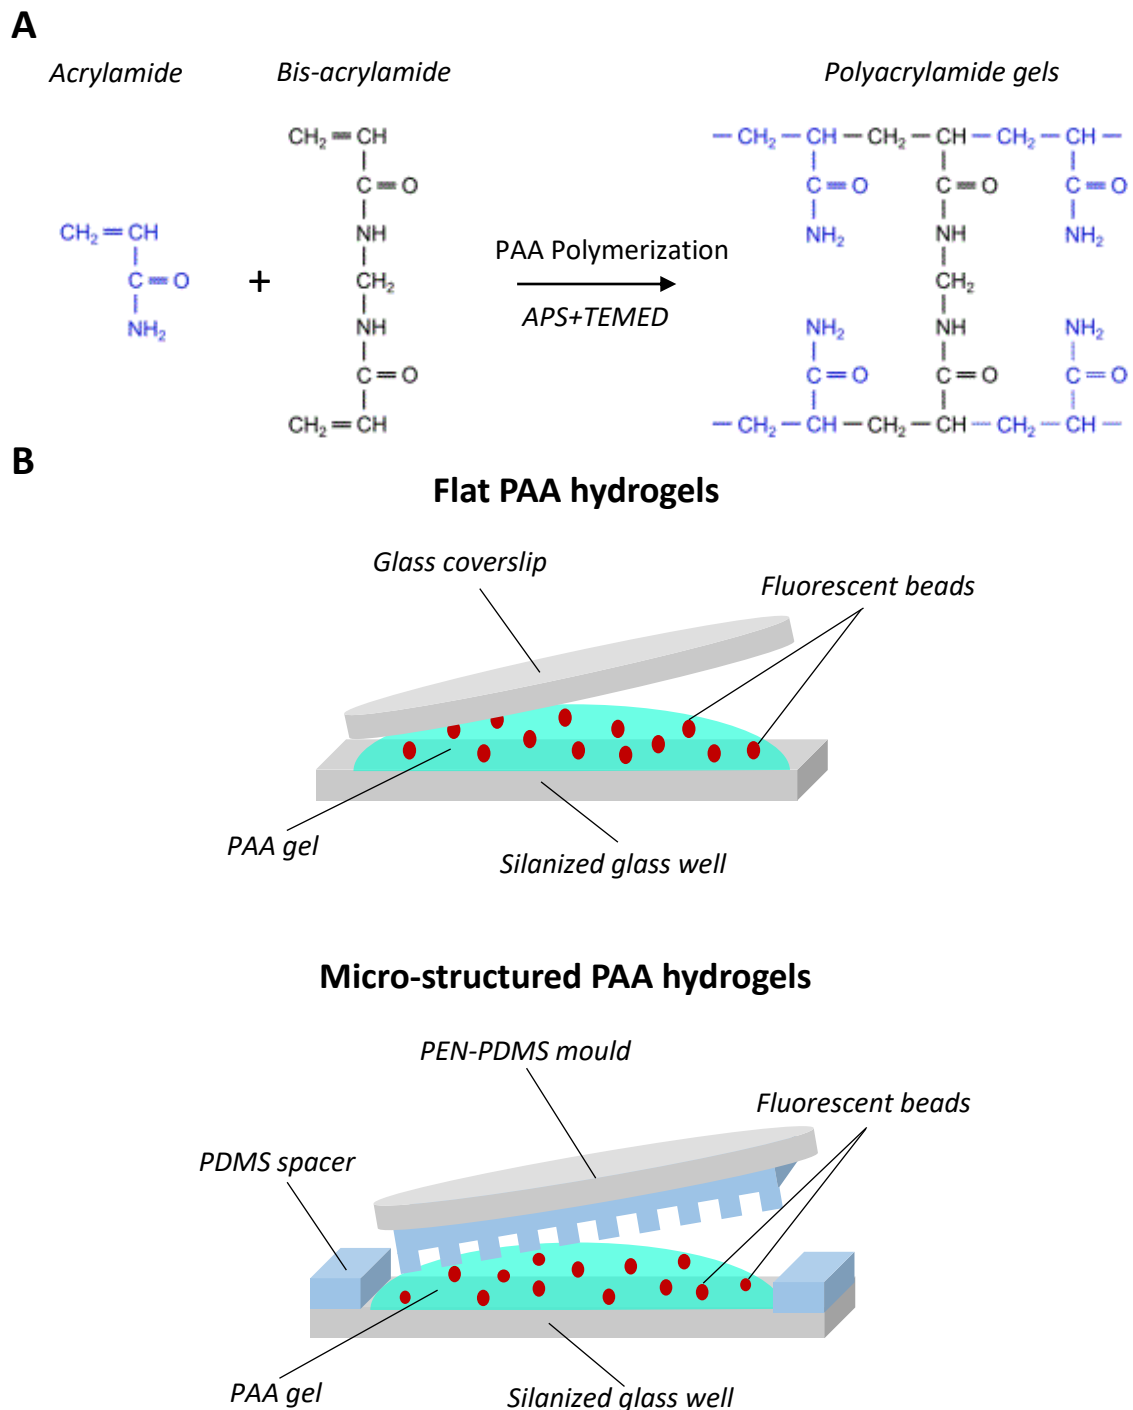 A
Acrylamide
Bis-acrylamide
Polyacrylamide gels
CH₂ = CH
C = O
NH
CH₂
NH
C = O
CH₂ = CH
CH₂ = CH
C = O
NH₂
+
PAA Polymerization
APS+TEMED
— CH₂ — CH — CH₂ — CH — CH₂ — CH —
C = O C = O C = O
NH₂ NH NH₂
CH₂
NH₂ NH NH₂
C = O C = O C = O
— CH₂ — CH — CH₂ — CH — CH₂ — CH —
B
Flat PAA hydrogels
Glass coverslip
Fluorescent beads
PAA gel
Silanized glass well
Micro-structured PAA hydrogels
PEN-PDMS mould
Fluorescent beads
PDMS spacer
PAA gel
Silanized glass well